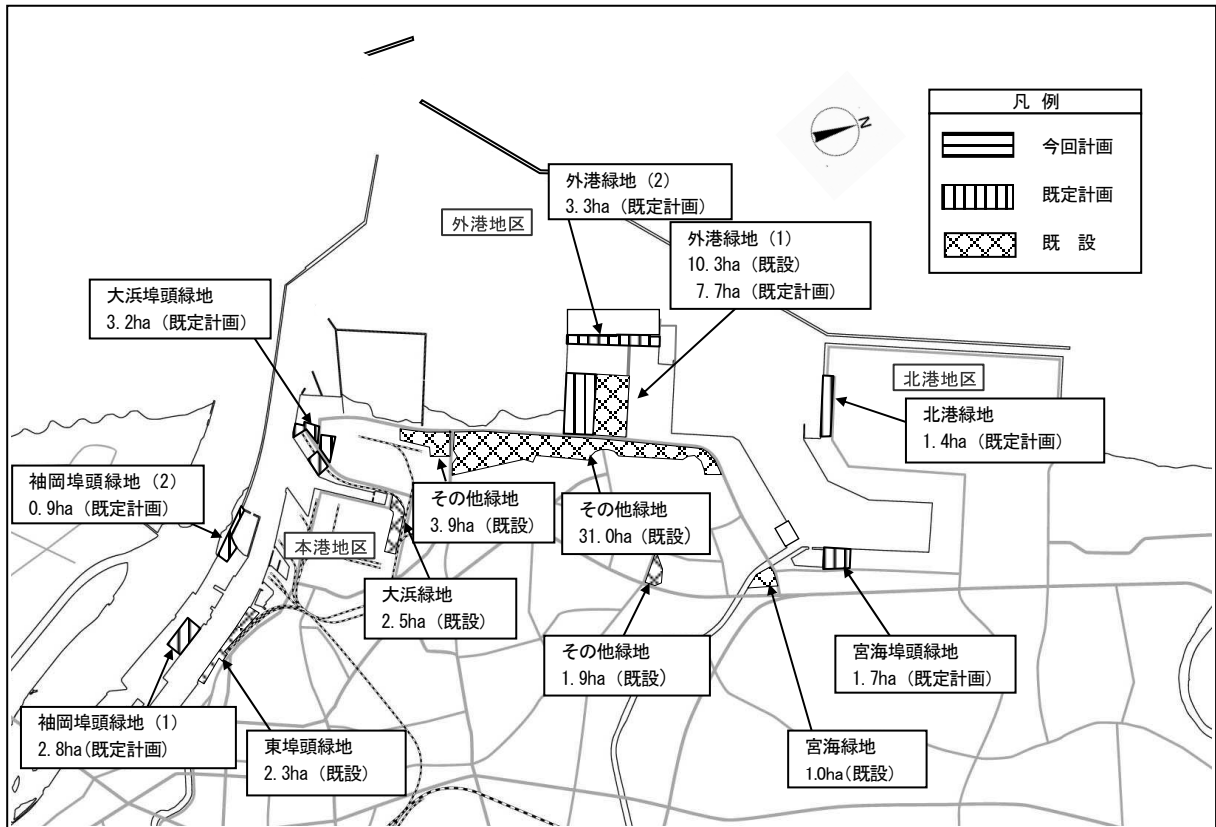 凡 例
今回計画
既定計画
既 設
N
外港緑地 (2)
3.3ha (既定計画)
外港地区
外港緑地 (1)
10.3ha (既設)
7.7ha (既定計画)
大浜埠頭緑地
3.2ha (既定計画)
北港地区
北港緑地
1.4ha (既定計画)
袖岡埠頭緑地 (2)
0.9ha (既定計画)
その他緑地
3.9ha (既設)
その他緑地
31.0ha (既設)
本港地区
大浜緑地
2.5ha (既設)
その他緑地
1.9ha (既設)
宮海埠頭緑地
1.7ha (既定計画)
袖岡埠頭緑地 (1)
2.8ha(既定計画)
東埠頭緑地
2.3ha (既設)
宮海緑地
1.0ha(既設)